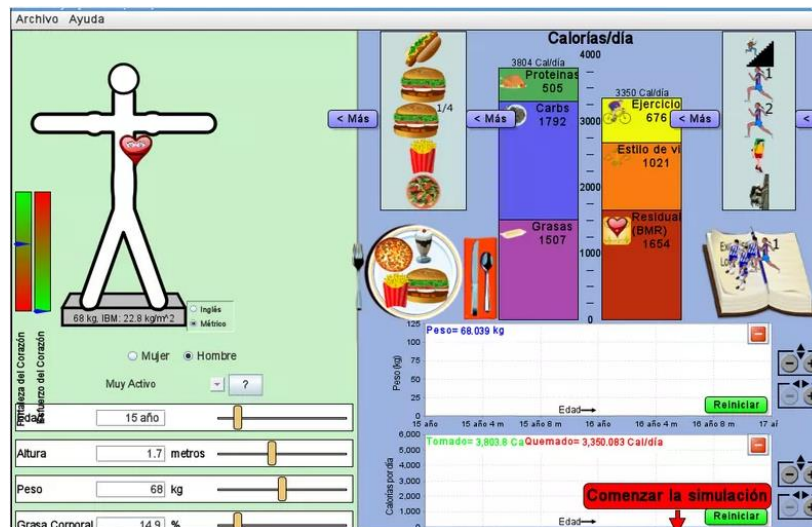 Archivo Ayuda
Calorías/día
4000
3804 Cal/día
Proteinas
505
3350 Cal/día
Ejercicio
676
1/4
1
2
< Más
< Más
< Más
<
Carbs
1792
3000
Estilo de vi
1021
2000
Grasas
1507
Residual
(BMR)
1654
1000
0
1
68 kg, IBM: 22.8 kg/m^2
Inglés
Métrico
Fortaleza del Corazón
Esfuerzo del Corazón
Mujer Hombre
Muy Activo ?
Edad 15 año
Altura 1.7 metros
Peso 68 kg
Grasa Corporal 14.9 %
Peso= 68.039 kg
Peso (kg)
125
100
75
50
25
0
Edad
Reiniciar
15 año 15 año 4 m 15 año 8 m 16 año 16 año 4 m 16 año 8 m 17 añ
Tomado= 3,803.8 Ca Quemado= 3,350.083 Cal/día
Calorías por día
6,000
5,000
4,000
3,000
2,000
1,000
0
Comenzar la simulación
Edad
Reiniciar